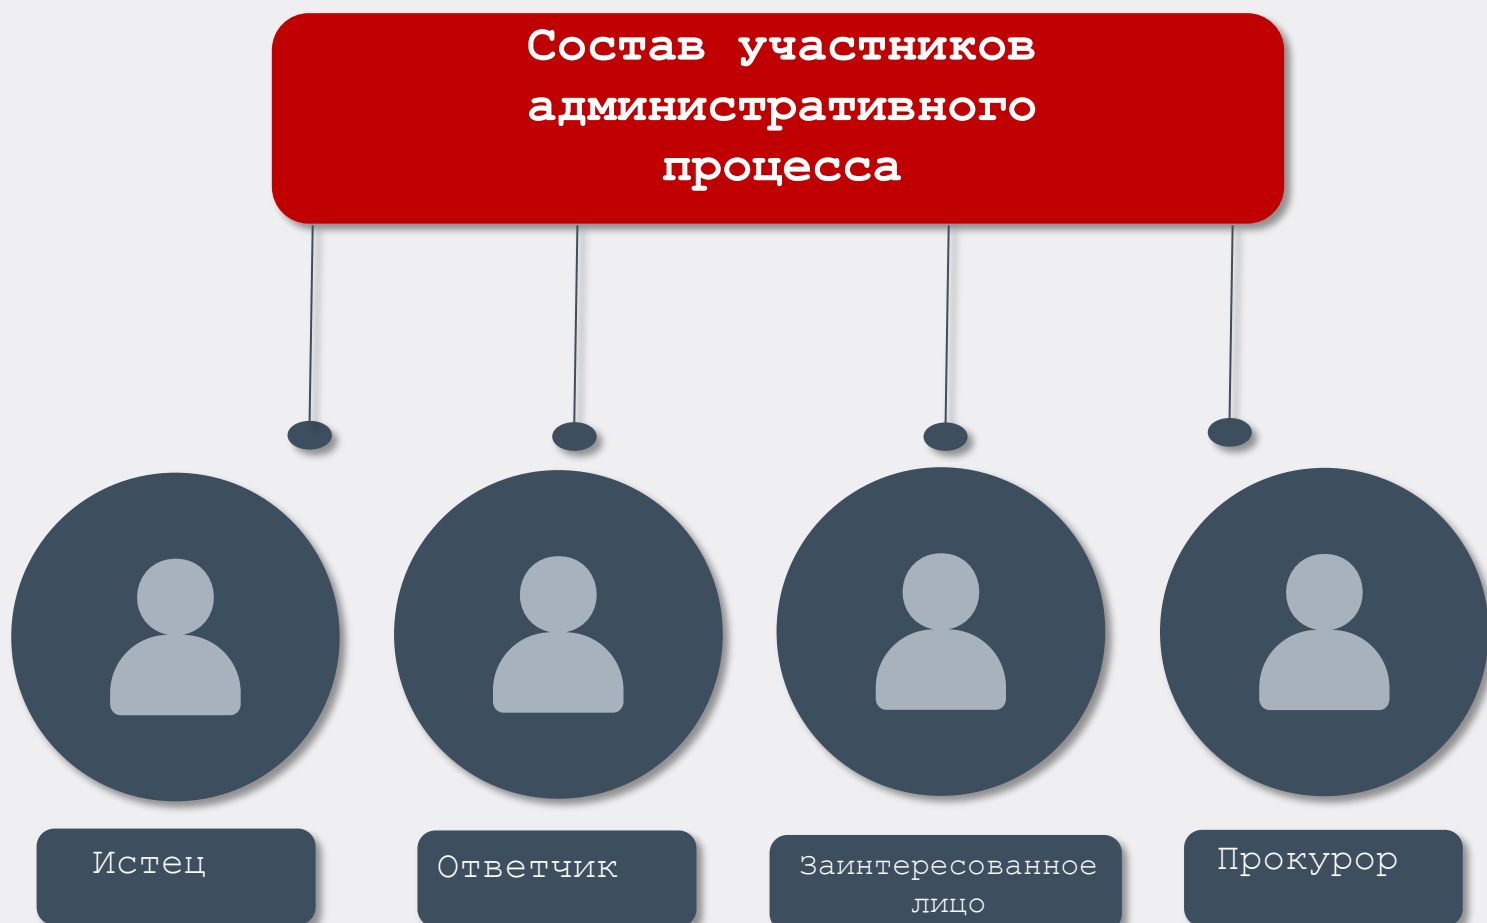 Состав участников
административного
процесса
Истец
Ответчик
Заинтересованное
лицо
Прокурор